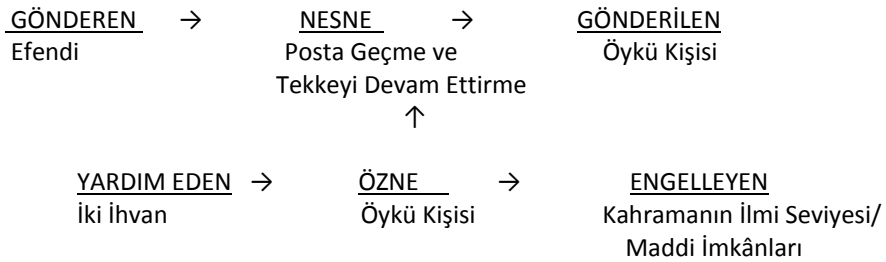 GÖNDEREN → NESNE → GÖNDERİLEN
Efendi Posta Geçme ve Öykü Kişisi
Tekkeyi Devam Ettirme
↑
YARDIM EDEN → ÖZNE → ENGELLEYEN
İki İhvan Öykü Kişisi Kahramanın İlmi Seviyesi/
Maddi İmkânları